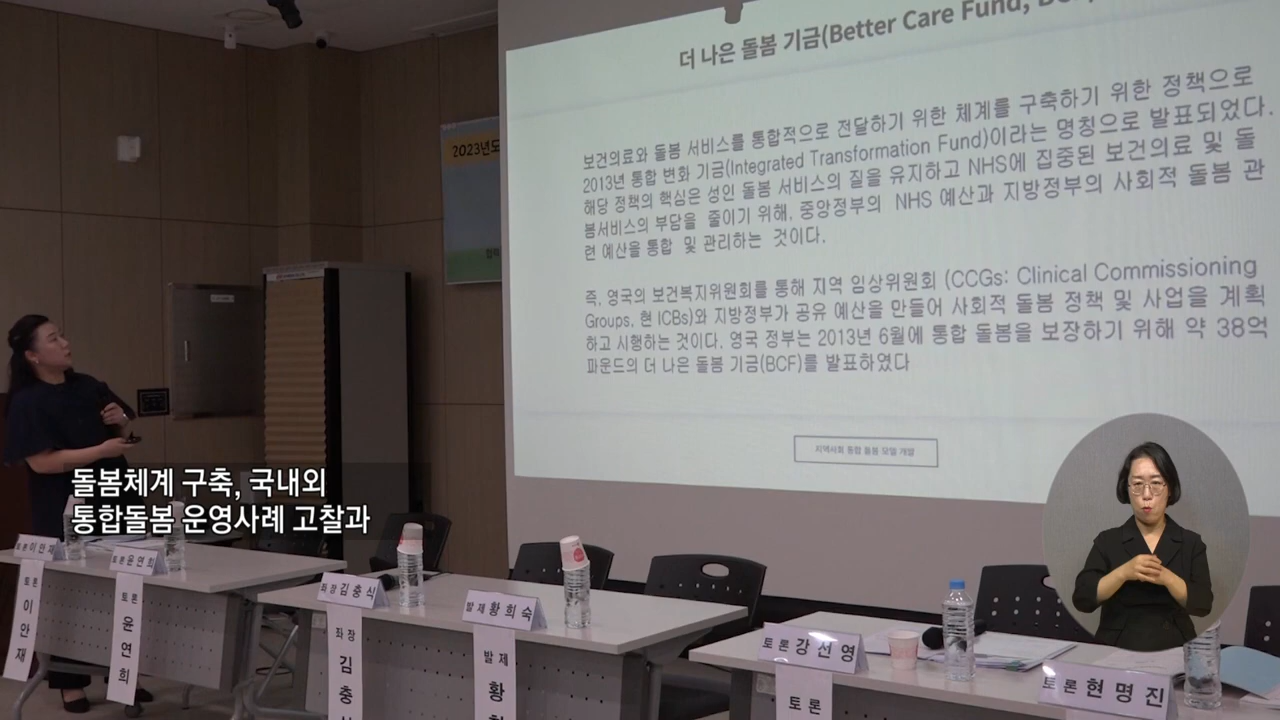 더 나은 돌봄 기금(Better Care Fund,
보건의료와 돌봄 서비스를 통합적으로 전달하기 위한 체계를 구축하기 위한 정책으로
2013년 통합 변화 기금(Integrated Transformation Fund)이라는 명칭으로 발표되었다.
해당 정책의 핵심은 성인 돌봄 서비스의 질을 유지하고 NHS에 집중된 보건의료 및 돌
봄서비스의 부담을 줄이기 위해, 중앙정부의 NHS 예산과 지방정부의 사회적 돌봄 관
련 예산을 통합 및 관리하는 것이다.
즉, 영국의 보건복지위원회를 통해 지역 임상위원회 (CCGs: Clinical Commissioning
Groups, 현 ICBs)와 지방정부가 공유 예산을 만들어 사회적 돌봄 정책 및 사업을 계획
하고 시행하는 것이다. 영국 정부는 2013년 6월에 통합 돌봄을 보장하기 위해 약 38억
파운드의 더 나은 돌봄 기금(BCF)를 발표하였다
지역사회 통합 돌봄 모델 개발
2023년도
돌봄체계 구축, 국내외
통합돌봄 운영사례 고찰과
토론 이안재
토론 윤연희
좌장 김충식
발제 황희숙
토론 강선영
토론 현명진
토론 이안재
토론 윤연희
좌장 김충
발제 황
토론